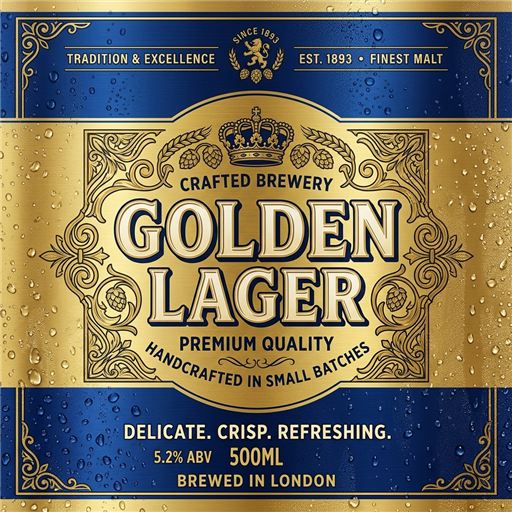 SINCE 1893
TRADITION & EXCELLENCE
EST. 1893 • FINEST MALT
CRAFTED BREWERY
GOLDEN
LAGER
PREMIUM QUALITY
HANDCRAFTED IN SMALL BATCHES
DELICATE. CRISP. REFRESHING.
5.2% ABV 500ML
BREWED IN LONDON